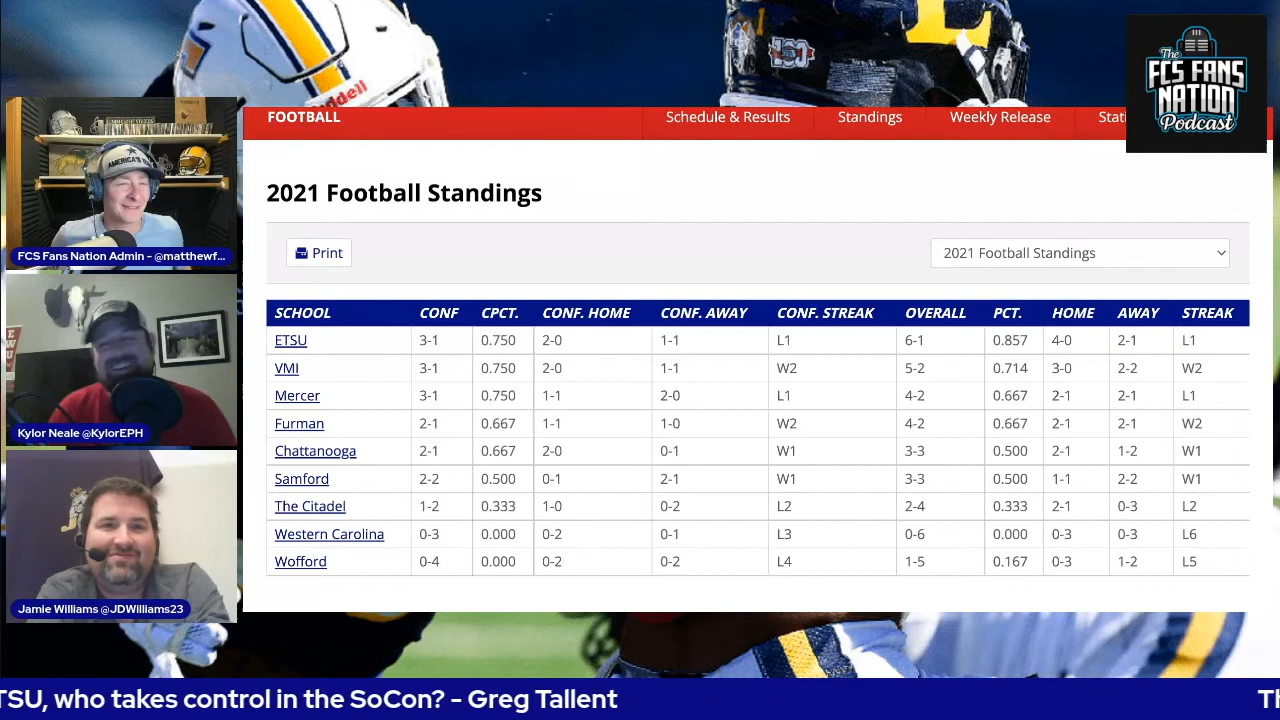 The
FCS FANS
NATION
Podcast
FOOTBALL Schedule & Results Standings Weekly Release Stati
2021 Football Standings
Print 2021 Football Standings
SCHOOL CONF CPCT. CONF. HOME CONF. AWAY CONF. STREAK OVERALL PCT. HOME AWAY STREAK
ETSU 3-1 0.750 2-0 1-1 L1 6-1 0.857 4-0 2-1 L1
VMI 3-1 0.750 2-0 1-1 W2 5-2 0.714 3-0 2-2 W2
Mercer 3-1 0.750 1-1 2-0 L1 4-2 0.667 2-1 2-1 L1
Furman 2-1 0.667 1-1 1-0 W2 4-2 0.667 2-1 2-1 W2
Chattanooga 2-1 0.667 2-0 0-1 W1 3-3 0.500 2-1 1-2 W1
Samford 2-2 0.500 0-1 2-1 W1 3-3 0.500 1-1 2-2 W1
The Citadel 1-2 0.333 1-0 0-2 L2 2-4 0.333 2-1 0-3 L2
Western Carolina 0-3 0.000 0-2 0-1 L3 0-6 0.000 0-3 0-3 L6
Wofford 0-4 0.000 0-2 0-2 L4 1-5 0.167 0-3 1-2 L5
FCS Fans Nation Admin - @matthewf...
Kylor Neale @KylorEPH
Jamie Williams @JDWilliams23
TSU, who takes control in the SoCon? - Greg Tallent Th